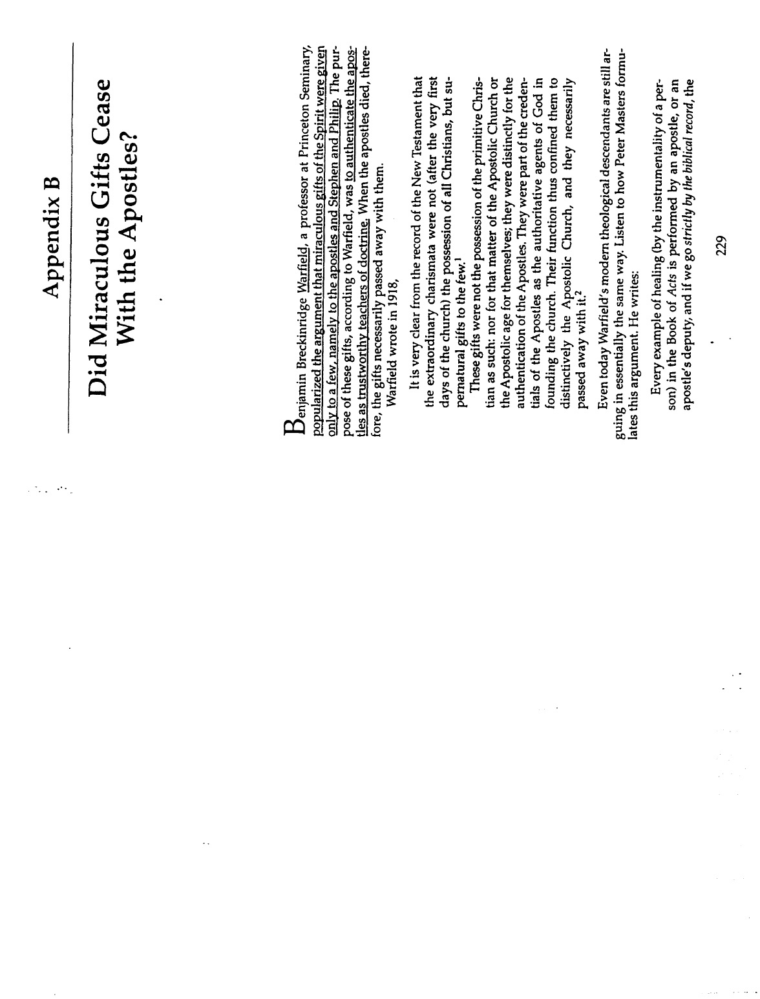 Appendix B
Did Miraculous Gifts Cease
With the Apostles?
Benjamin Breckinridge Warfield, a professor at Princeton Seminary,
popularized the argument that miraculous gifts of the Spirit were given
only to a few, namely to the apostles and Stephen and Philip. The pur-
pose of these gifts, according to Warfield, was to authenticate the apos-
tles as trustworthy teachers of doctrine. When the apostles died, there-
fore, the gifts necessarily passed away with them.
Warfield wrote in 1918,
It is very clear from the record of the New Testament that
the extraordinary charismata were not (after the very first
days of the church) the possession of all Christians, but su-
pernatural gifts to the few.1
These gifts were not the possession of the primitive Chris-
tian as such: nor for that matter of the Apostolic Church or
the Apostolic age for themselves; they were distinctly for the
authentication of the Apostles. They were part of the creden-
tials of the Apostles as the authoritative agents of God in
founding the church. Their function thus confined them to
distinctively the Apostolic Church, and they necessarily
passed away with it.2
Even today Warfield's modern theological descendants are still ar-
guing in essentially the same way. Listen to how Peter Masters formu-
lates this argument. He writes:
Every example of healing (by the instrumentality of a per-
son) in the Book of Acts is performed by an apostle, or an
apostle's deputy, and if we go strictly by the biblical record, the
229